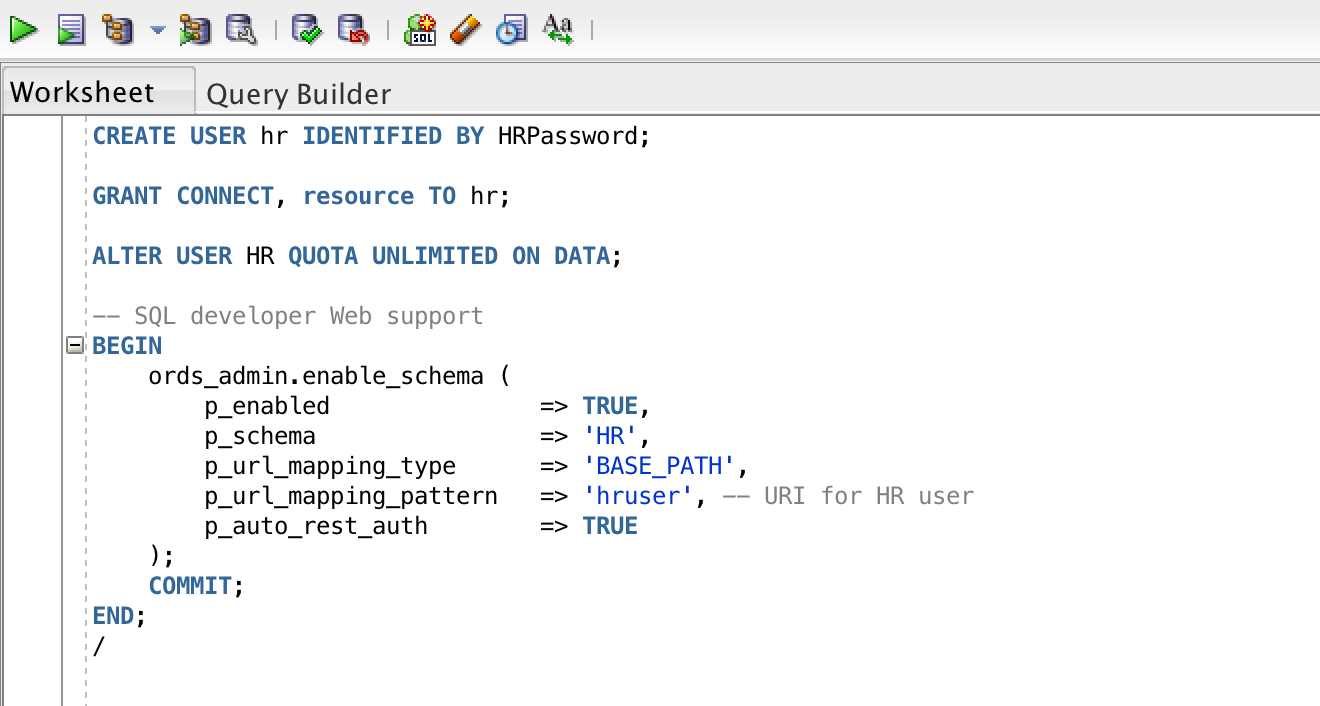 SQL
Aa
Worksheet
Query Builder
CREATE USER hr IDENTIFIED BY HRPassword;
GRANT CONNECT, resource TO hr;
ALTER USER HR QUOTA UNLIMITED ON DATA;
-- SQL developer Web support
BEGIN
    ords_admin.enable_schema (
        p_enabled               => TRUE,
        p_schema                => 'HR',
        p_url_mapping_type      => 'BASE_PATH',
        p_url_mapping_pattern   => 'hruser', -- URI for HR user
        p_auto_rest_auth        => TRUE
    );
    COMMIT;
END;
/